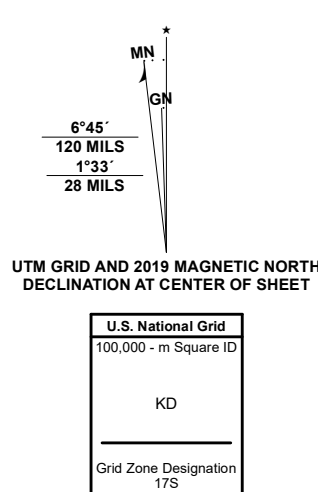 ★
MN
GN
6°45´
120 MILS
1°33´
28 MILS
UTM GRID AND 2019 MAGNETIC NORTH
DECLINATION AT CENTER OF SHEET
U.S. National Grid
100,000 - m Square ID
KD
Grid Zone Designation
17S